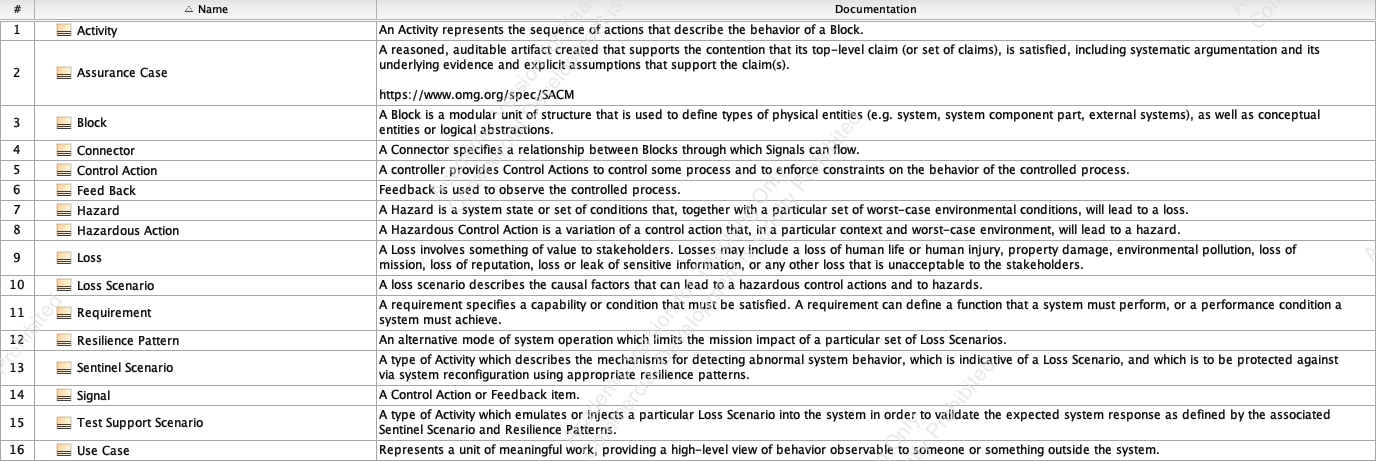 # Name Documentation
1 Activity An Activity represents the sequence of actions that describe the behavior of a Block.
2 Assurance Case A reasoned, auditable artifact created that supports the contention that its top-level claim (or set of claims), is satisfied, including systematic argumentation and its
underlying evidence and explicit assumptions that support the claim(s).
https://www.omg.org/spec/SACM
3 Block A Block is a modular unit of structure that is used to define types of physical entities (e.g. system, system component part, external systems), as well as conceptual
entities or logical abstractions.
4 Connector A Connector specifies a relationship between Blocks through which Signals can flow.
5 Control Action A controller provides Control Actions to control some process and to enforce constraints on the behavior of the controlled process.
6 Feed Back Feedback is used to observe the controlled process.
7 Hazard A Hazard is a system state or set of conditions that, together with a particular set of worst-case environmental conditions, will lead to a loss.
8 Hazardous Action A Hazardous Control Action is a variation of a control action that, in a particular context and worst-case environment, will lead to a hazard.
9 Loss A Loss involves something of value to stakeholders. Losses may include a loss of human life or human injury, property damage, environmental pollution, loss of
mission, loss of reputation, loss or leak of sensitive information, or any other loss that is unacceptable to the stakeholders.
10 Loss Scenario A loss scenario describes the causal factors that can lead to a hazardous control actions and to hazards.
11 Requirement A requirement specifies a capability or condition that must be satisfied. A requirement can define a function that a system must perform, or a performance condition a
system must achieve.
12 Resilience Pattern An alternative mode of system operation which limits the mission impact of a particular set of Loss Scenarios.
13 Sentinel Scenario A type of Activity which describes the mechanisms for detecting abnormal system behavior, which is indicative of a Loss Scenario, and which is to be protected against
via system reconfiguration using appropriate resilience patterns.
14 Signal A Control Action or Feedback item.
15 Test Support Scenario A type of Activity which emulates or injects a particular Loss Scenario into the system in order to validate the expected system response as defined by the associated
Sentinel Scenario and Resilience Patterns.
16 Use Case Represents a unit of meaningful work, providing a high-level view of behavior observable to someone or something outside the system.